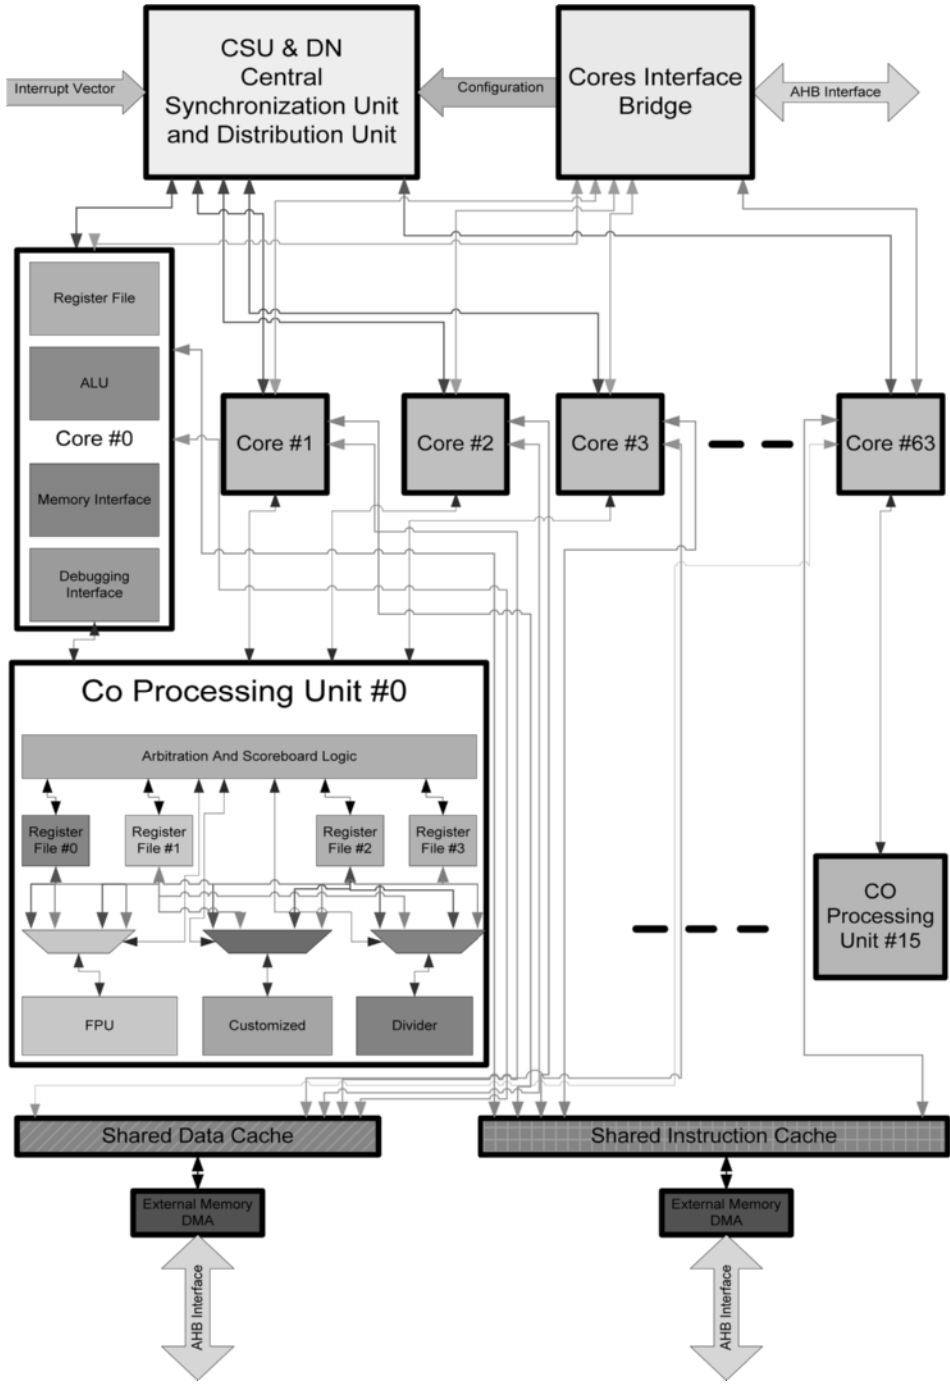 CSU & DN
Central
Synchronization Unit
and Distribution Unit
Cores Interface
Bridge
Interrupt Vector
Configuration
AHB Interface
Register File
ALU
Core #0
Memory Interface
Debugging
Interface
Core #1
Core #2
Core #3
Core #63
Co Processing Unit #0
Arbitration And Scoreboard Logic
Register
File #0
Register
File #1
Register
File #2
Register
File #3
FPU
Customized
Divider
CO
Processing
Unit #15
Shared Data Cache
Shared Instruction Cache
External Memory
DMA
External Memory
DMA
AHB Interface
AHB Interface